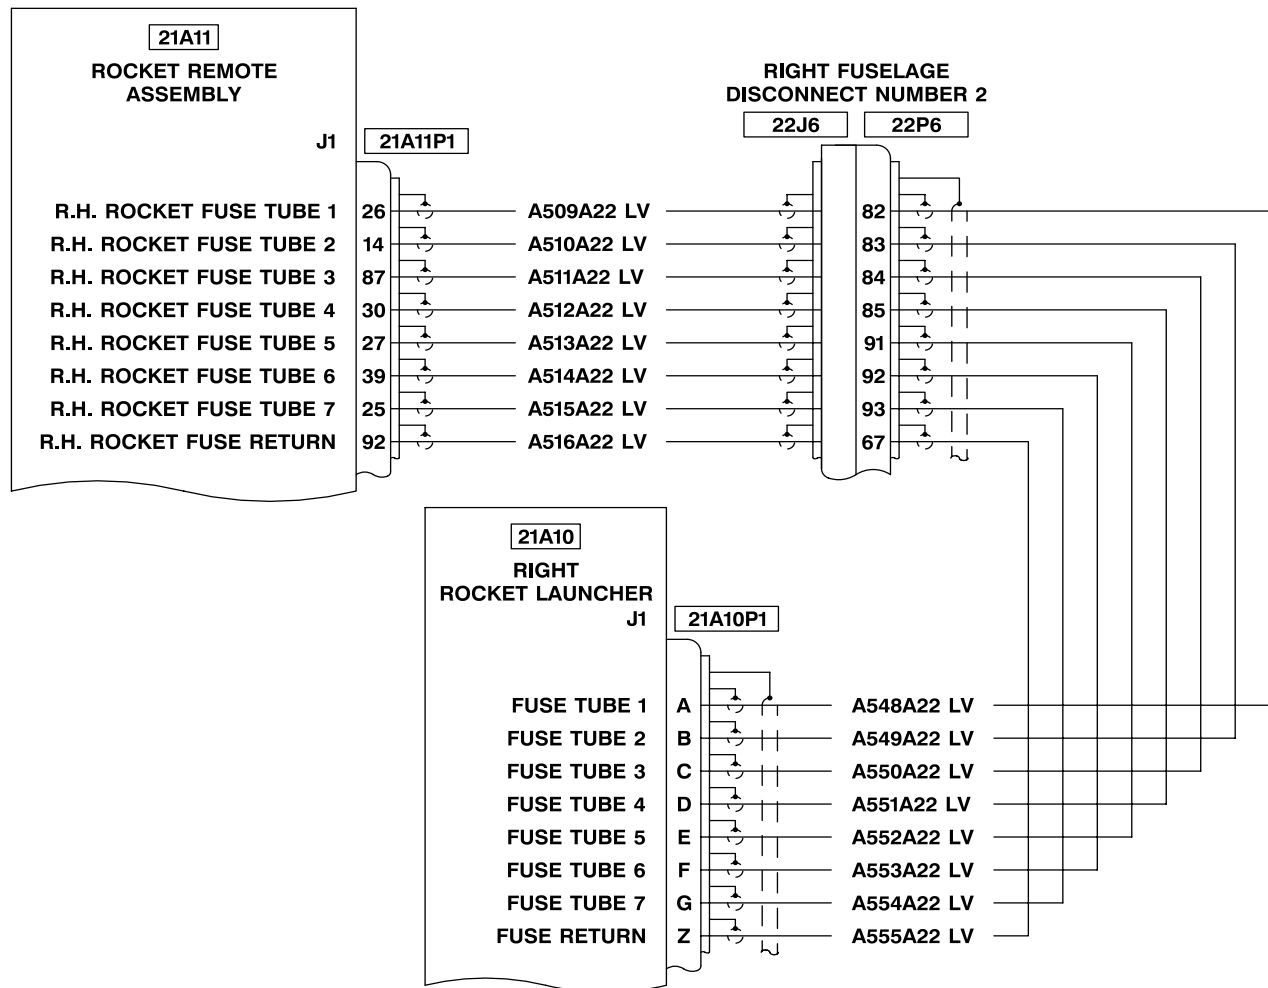 21A11
ROCKET REMOTE
ASSEMBLY
J1
21A11P1
RIGHT FUSELAGE
DISCONNECT NUMBER 2
22J6
22P6
R.H. ROCKET FUSE TUBE 1 26 A509A22 LV 82
R.H. ROCKET FUSE TUBE 2 14 A510A22 LV 83
R.H. ROCKET FUSE TUBE 3 87 A511A22 LV 84
R.H. ROCKET FUSE TUBE 4 30 A512A22 LV 85
R.H. ROCKET FUSE TUBE 5 27 A513A22 LV 91
R.H. ROCKET FUSE TUBE 6 39 A514A22 LV 92
R.H. ROCKET FUSE TUBE 7 25 A515A22 LV 93
R.H. ROCKET FUSE RETURN 92 A516A22 LV 67
21A10
RIGHT
ROCKET LAUNCHER
J1
21A10P1
FUSE TUBE 1 A A548A22 LV
FUSE TUBE 2 B A549A22 LV
FUSE TUBE 3 C A550A22 LV
FUSE TUBE 4 D A551A22 LV
FUSE TUBE 5 E A552A22 LV
FUSE TUBE 6 F A553A22 LV
FUSE TUBE 7 G A554A22 LV
FUSE RETURN Z A555A22 LV